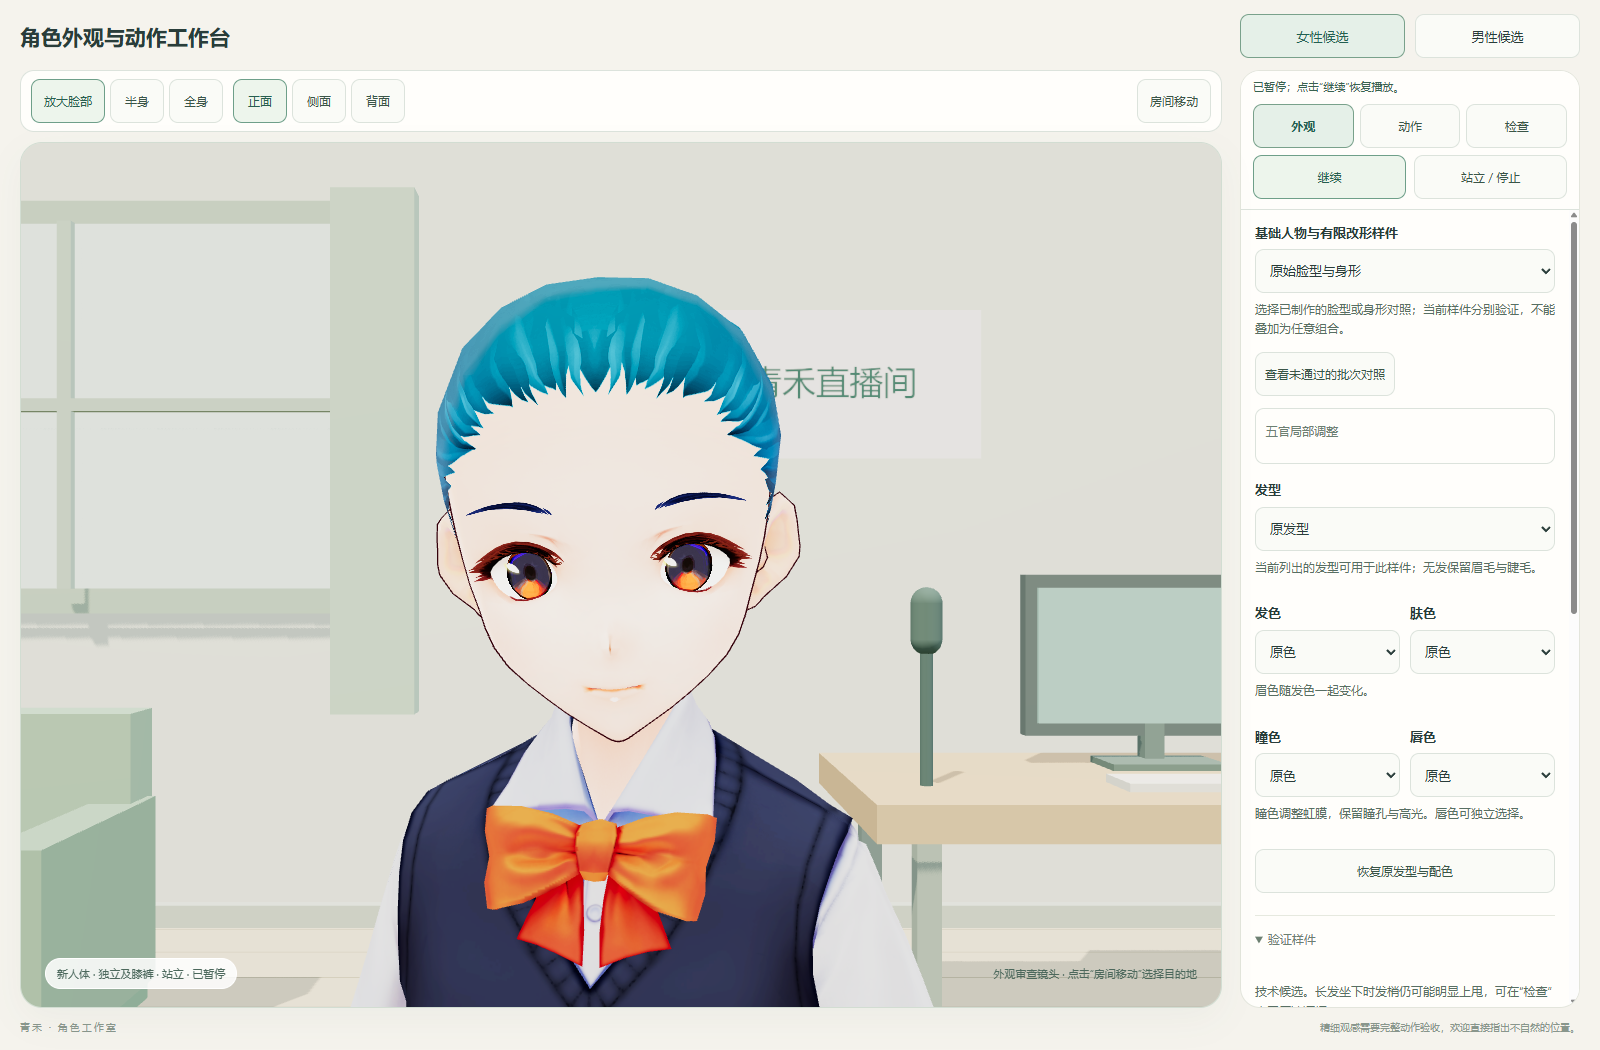 角色外观与动作工作台
女性候选
男性候选
放大脸部
半身
全身
正面
侧面
背面
房间移动
已暂停；点击“继续”恢复播放。
外观
动作
检查
继续
站立 / 停止
基础人物与有限改形样件
原始脸型与身形
选择已制作的脸型或身形对照；当前样件分别验证，不能
叠加为任意组合。
查看未通过的批次对照
五官局部调整
发型
原发型
当前列出的发型可用于此样件；无发保留眉毛与睫毛。
发色
肤色
原色
原色
眉色随发色一起变化。
瞳色
唇色
原色
原色
瞳色调整虹膜，保留瞳孔与高光。唇色可独立选择。
恢复原发型与配色
▼ 验证样件
技术候选。长发坐下时发梢仍可能明显上甩，可在“检查”
青禾直播间
新人体 · 独立及膝裤 · 站立 · 已暂停
外观审查镜头 · 点击“房间移动”选择目的地
青禾 · 角色工作室
精细观感需要完整动作验收，欢迎直接指出不自然的位置。